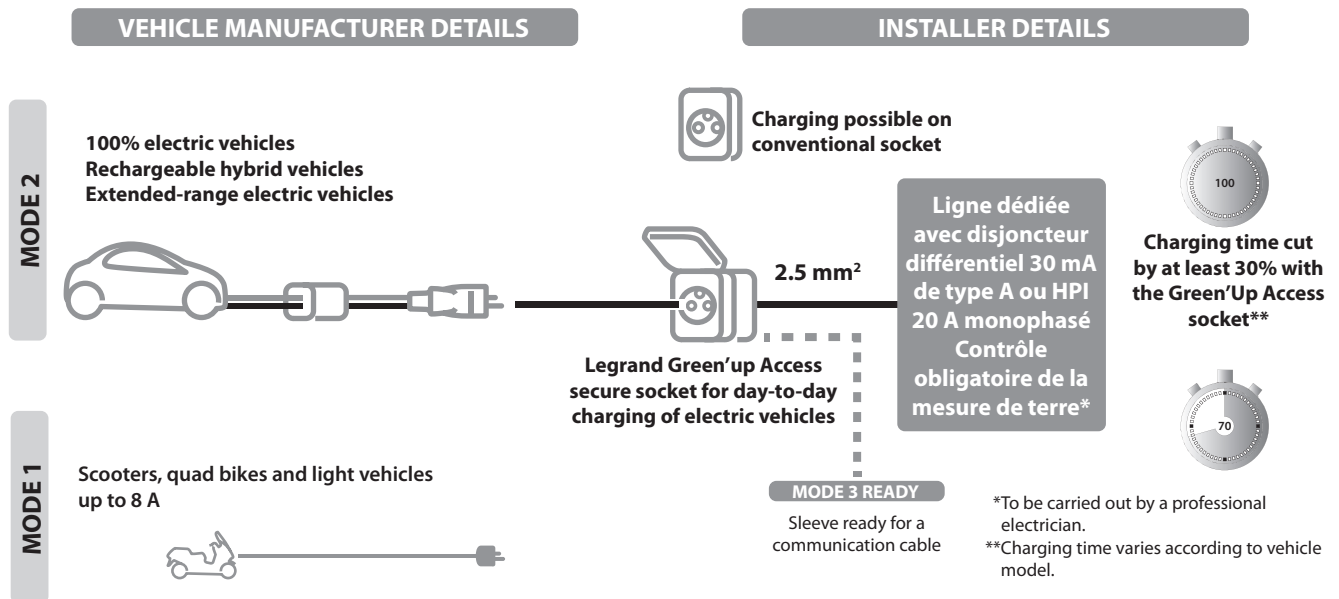 VEHICLE MANUFACTURER DETAILS
INSTALLER DETAILS
MODE 2
100% electric vehicles
Rechargeable hybrid vehicles
Extended-range electric vehicles
Charging possible on
conventional socket
2.5 mm²
Legrand Green’up Access
secure socket for day-to-day
charging of electric vehicles
Ligne dédiée
avec disjoncteur
différentiel 30 mA
de type A ou HPI
20 A monophasé
Contrôle
obligatoire de la
mesure de terre*
100
Charging time cut
by at least 30% with
the Green’Up Access
socket**
70
MODE 1
Scooters, quad bikes and light vehicles
up to 8 A
MODE 3 READY
Sleeve ready for a
communication cable
*To be carried out by a professional
electrician.
**Charging time varies according to vehicle
model.